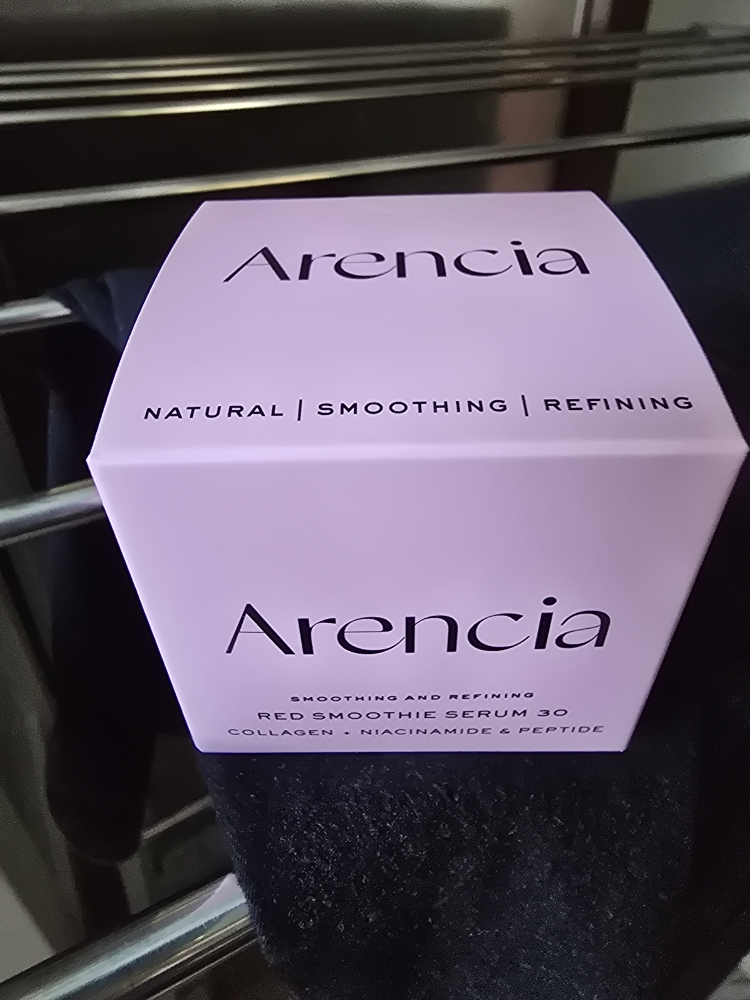 Arencia
NATURAL | SMOOTHING | REFINING
Arencia
SMOOTHING AND REFINING
RED SMOOTHIE SERUM 30
COLLAGEN + NIACINAMIDE & PEPTIDE